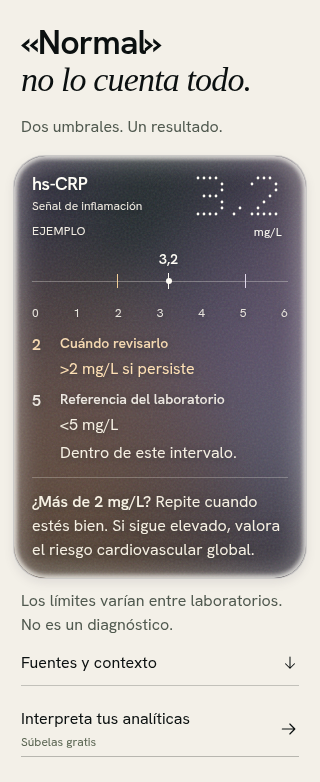 «Normal»
no lo cuenta todo.
Dos umbrales. Un resultado.
hs-CRP
3.2
Señal de inflamación
EJEMPLO
mg/L
3,2
0 1 2 3 4 5 6
2 Cuándo revisarlo
>2 mg/L si persiste
5 Referencia del laboratorio
<5 mg/L
Dentro de este intervalo.
¿Más de 2 mg/L? Repite cuando
estés bien. Si sigue elevado, valora
el riesgo cardiovascular global.
Los límites varían entre laboratorios.
No es un diagnóstico.
Fuentes y contexto ↓
Interpreta tus analíticas →
Súbelas gratis